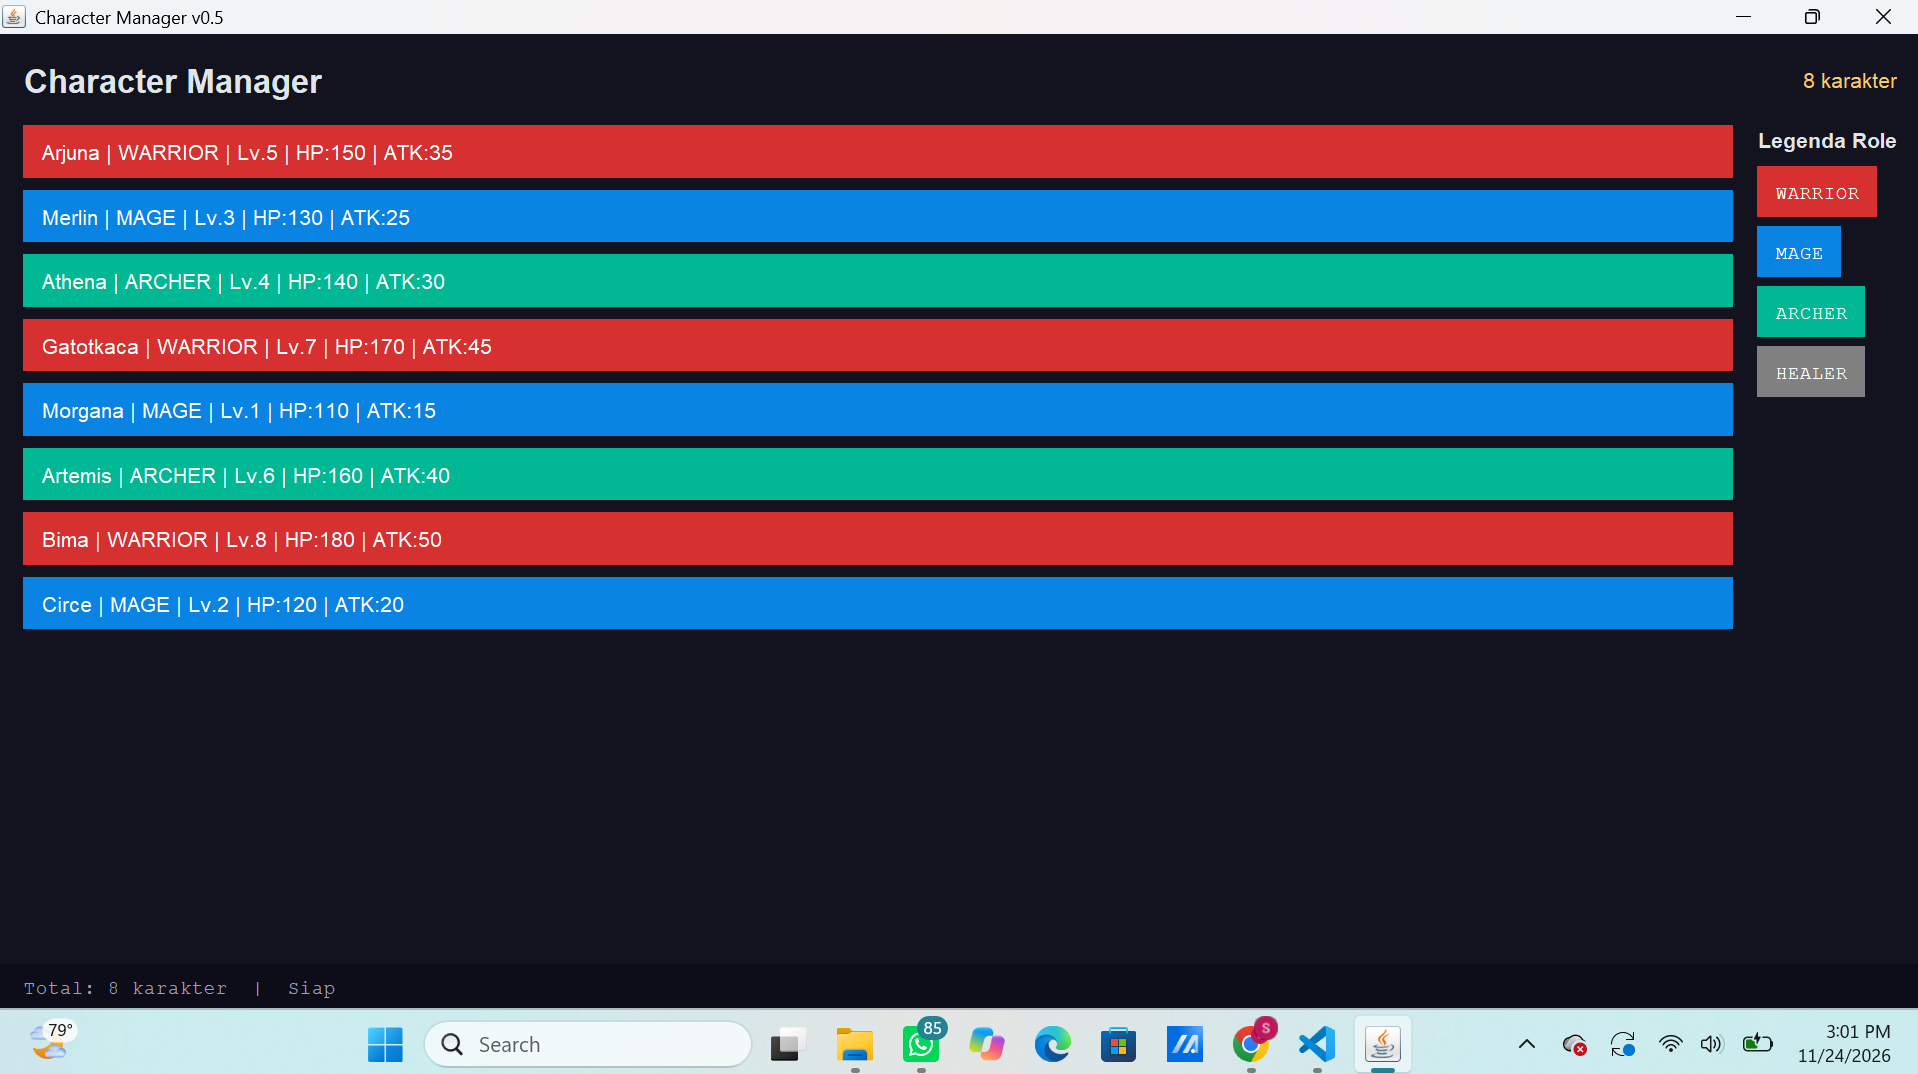 Character Manager v0.5
Character Manager
8 karakter
Arjuna | WARRIOR | Lv.5 | HP:150 | ATK:35
Merlin | MAGE | Lv.3 | HP:130 | ATK:25
Athena | ARCHER | Lv.4 | HP:140 | ATK:30
Gatotkaca | WARRIOR | Lv.7 | HP:170 | ATK:45
Morgana | MAGE | Lv.1 | HP:110 | ATK:15
Artemis | ARCHER | Lv.6 | HP:160 | ATK:40
Bima | WARRIOR | Lv.8 | HP:180 | ATK:50
Circe | MAGE | Lv.2 | HP:120 | ATK:20
Legenda Role
WARRIOR
MAGE
ARCHER
HEALER
Total: 8 karakter | Siap
79°
Search
85
S
3:01 PM
11/24/2026